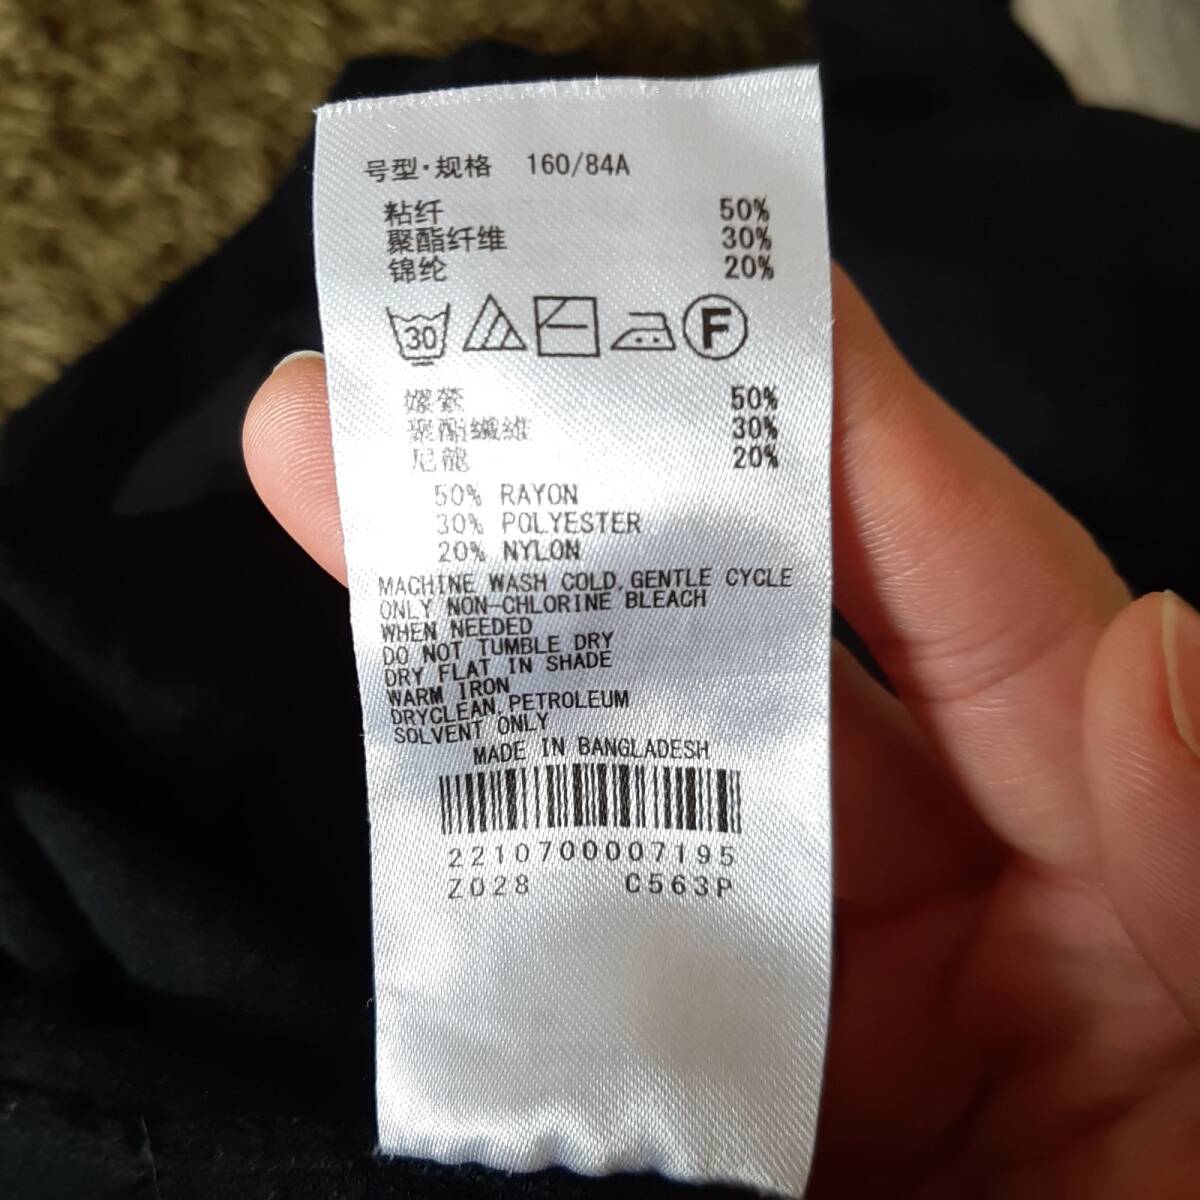 号型·规格 160/84A
粘纤 50%
聚酯纤维 30%
锦纶 20%
30 F
嫘縈 50%
聚酯纖維 30%
尼龍 20%
50% RAYON
30% POLYESTER
20% NYLON
MACHINE WASH COLD, GENTLE CYCLE
ONLY NON-CHLORINE BLEACH
WHEN NEEDED
DO NOT TUMBLE DRY
DRY FLAT IN SHADE
WARM IRON
DRYCLEAN, PETROLEUM
SOLVENT ONLY
MADE IN BANGLADESH
2210700007195
Z028 C563P